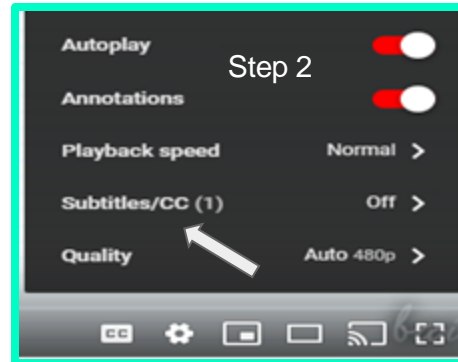 Autoplay
Step 2
Annotations
Playback speed Normal >
Subtitles/CC (1) Off >
Quality Auto 480p >
CC